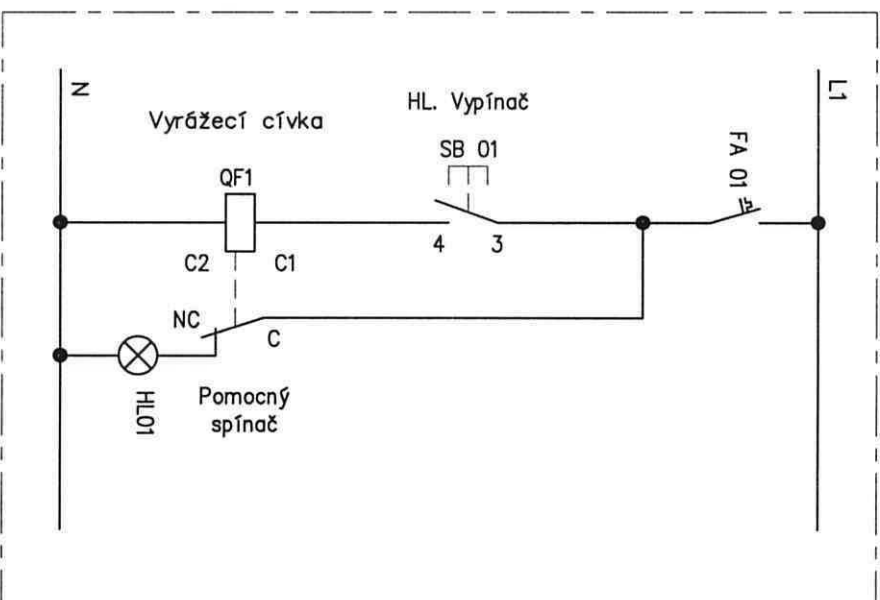 N
L1
HL. Vypínač
Vyrážecí cívka
SB 01
FA 01
QF1
4
3
C2
C1
NC
C
HL01
Pomocný
spínač